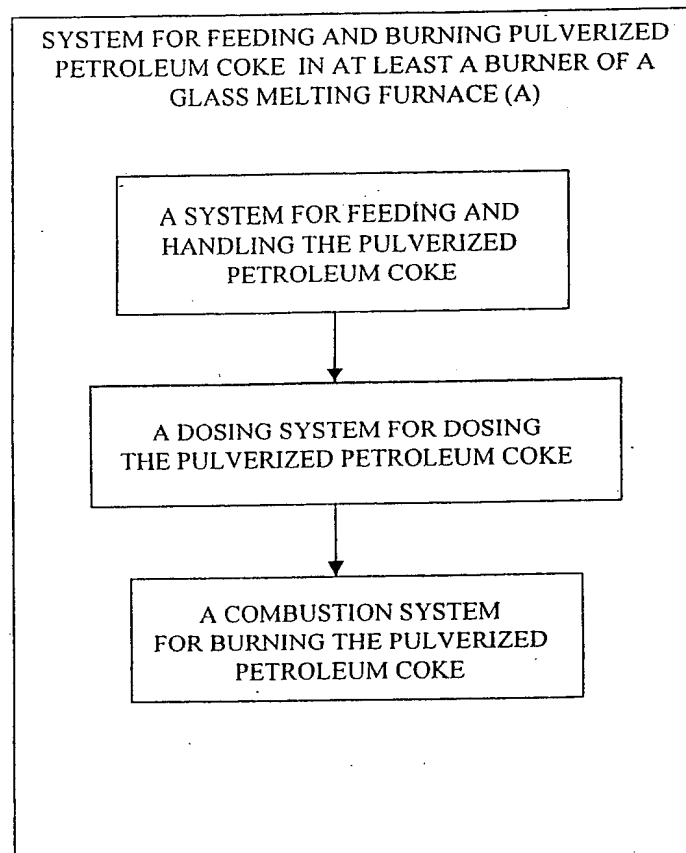 SYSTEM FOR FEEDING AND BURNING PULVERIZED
PETROLEUM COKE IN AT LEAST A BURNER OF A
GLASS MELTING FURNACE (A)
A SYSTEM FOR FEEDING AND
HANDLING THE PULVERIZED
PETROLEUM COKE
A DOSING SYSTEM FOR DOSING
THE PULVERIZED PETROLEUM COKE
A COMBUSTION SYSTEM
FOR BURNING THE PULVERIZED
PETROLEUM COKE